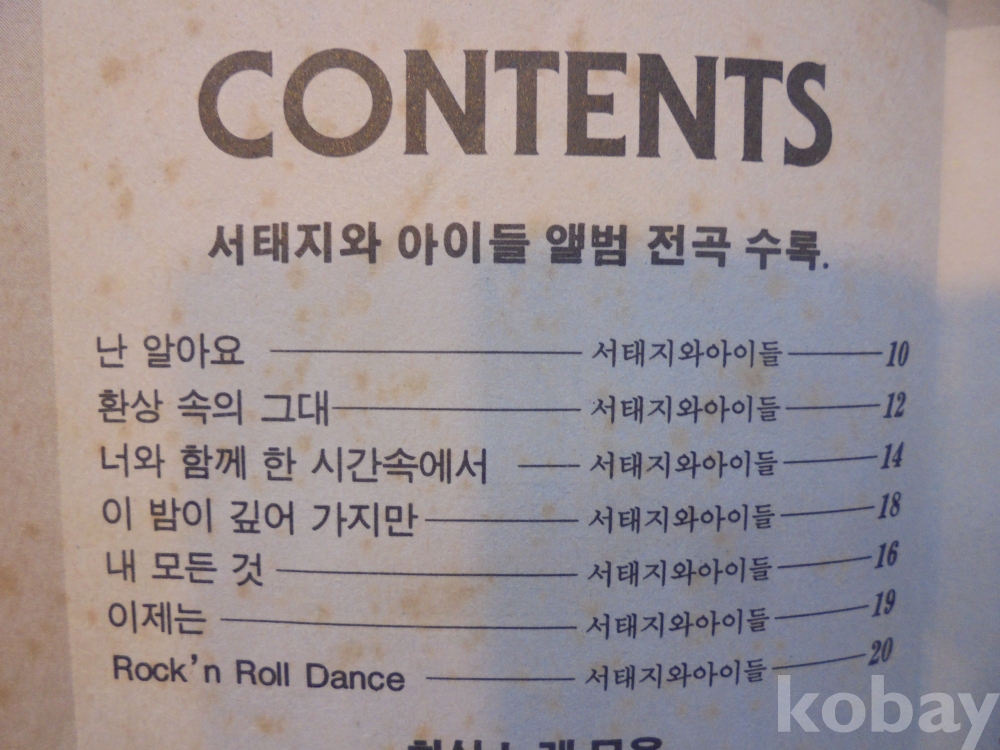 CONTENTS
서태지와 아이들 앨범 전곡 수록.
난 알아요 서태지와아이들 10
환상 속의 그대 서태지와아이들 12
너와 함께 한 시간속에서 서태지와아이들 14
이 밤이 깊어 가지만 서태지와아이들 18
내 모든 것 서태지와아이들 16
이제는 서태지와아이들 19
Rock'n Roll Dance 서태지와아이들 20
kobay